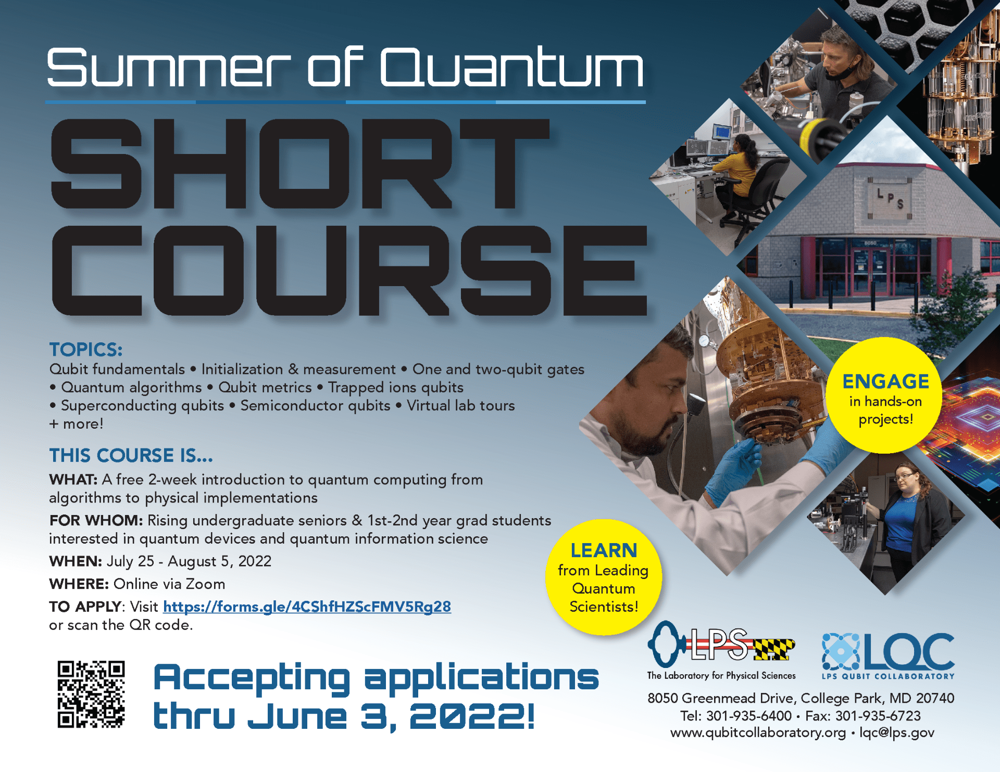 Summer of Quantum
SHORT
COURSE
TOPICS:
Qubit fundamentals • Initialization & measurement • One and two-qubit gates
• Quantum algorithms • Qubit metrics • Trapped ions qubits
• Superconducting qubits • Semiconductor qubits • Virtual lab tours
+ more!
THIS COURSE IS...
WHAT: A free 2-week introduction to quantum computing from
algorithms to physical implementations
FOR WHOM: Rising undergraduate seniors & 1st-2nd year grad students
interested in quantum devices and quantum information science
WHEN: July 25 - August 5, 2022
WHERE: Online via Zoom
TO APPLY: Visit https://forms.gle/4CShfHZScFMV5Rg28
or scan the QR code.
Accepting applications
thru June 3, 2022!
LPS
8050
ENGAGE
in hands-on
projects!
LEARN
from Leading
Quantum
Scientists!
LPS
The Laboratory for Physical Sciences
LQC
LPS QUBIT COLLABORATORY
8050 Greenmead Drive, College Park, MD 20740
Tel: 301-935-6400 • Fax: 301-935-6723
www.qubitcollaboratory.org • lqc@lps.gov